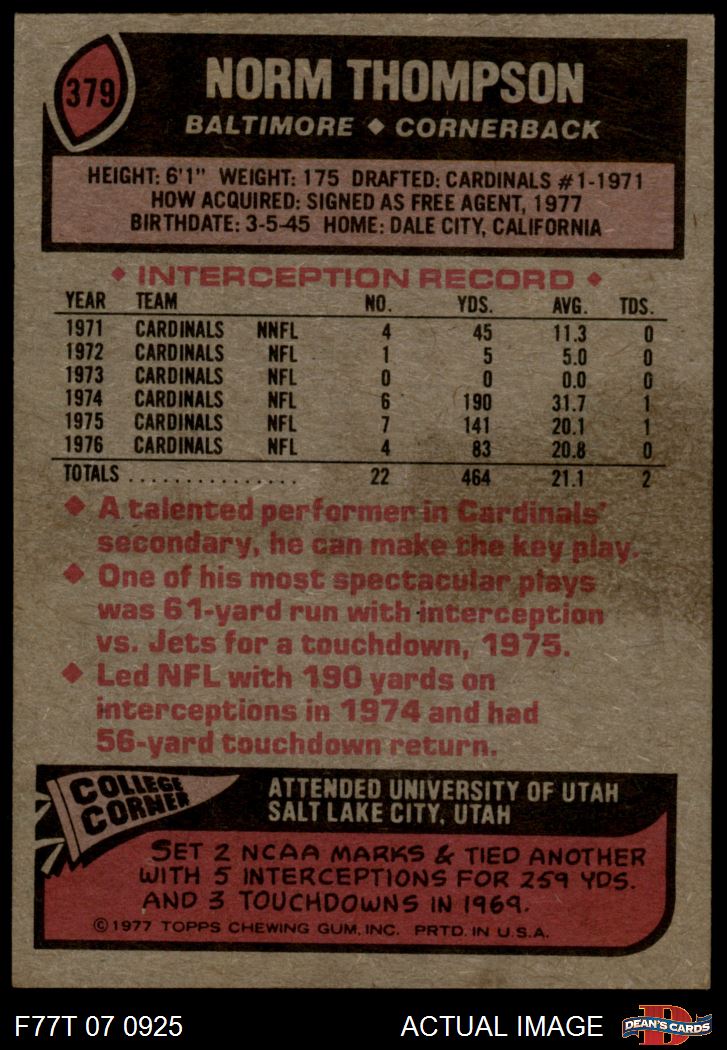 379
NORM THOMPSON
BALTIMORE ◆ CORNERBACK
HEIGHT: 6'1" WEIGHT: 175 DRAFTED: CARDINALS #1-1971
HOW ACQUIRED: SIGNED AS FREE AGENT, 1977
BIRTHDATE: 3-5-45 HOME: DALE CITY, CALIFORNIA
◆ INTERCEPTION RECORD ◆
YEAR TEAM NO. YDS. AVG. TDS.
1971 CARDINALS NNFL 4 45 11.3 0
1972 CARDINALS NFL 1 5 5.0 0
1973 CARDINALS NFL 0 0 0.0 0
1974 CARDINALS NFL 6 190 31.7 1
1975 CARDINALS NFL 7 141 20.1 1
1976 CARDINALS NFL 4 83 20.8 0
TOTALS ................ 22 464 21.1 2
◆ A talented performer in Cardinals'
secondary, he can make the key play.
◆ One of his most spectacular plays
was 61-yard run with interception
vs. Jets for a touchdown, 1975.
◆ Led NFL with 190 yards on
interceptions in 1974 and had
56-yard touchdown return.
COLLEGE
CORNER
ATTENDED UNIVERSITY OF UTAH
SALT LAKE CITY, UTAH
SET 2 NCAA MARKS & TIED ANOTHER
WITH 5 INTERCEPTIONS FOR 259 YDS.
AND 3 TOUCHDOWNS IN 1969.
©1977 TOPPS CHEWING GUM, INC. PRTD. IN U.S.A.
F77T 07 0925 ACTUAL IMAGE
D
DEAN'S CARDS